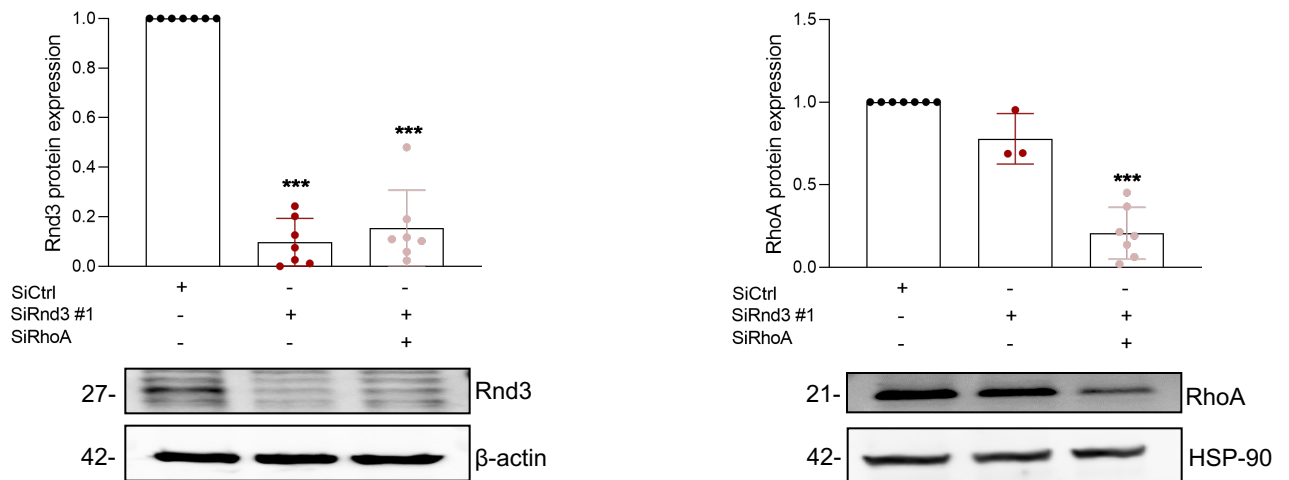 Rnd3 protein expression
1.0
0.8
0.6
0.4
0.2
0.0
***
***
SiCtrl + - -
SiRnd3 #1 - + +
SiRhoA - - +
27- Rnd3
42- β-actin
RhoA protein expression
1.5
1.0
0.5
0.0
***
SiCtrl + - -
SiRnd3 #1 - + +
SiRhoA - - +
21- RhoA
42- HSP-90